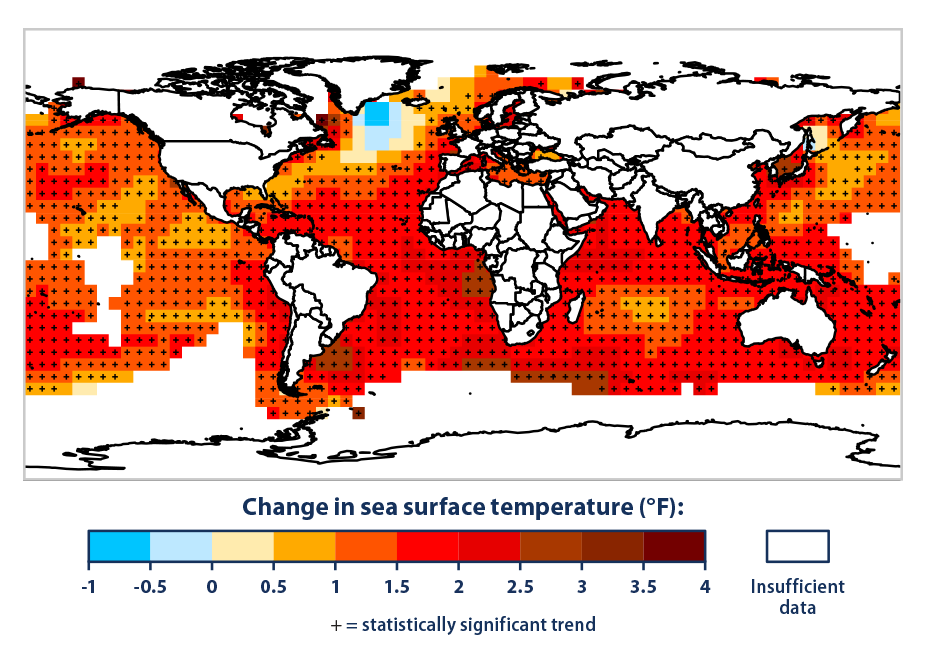 Change in sea surface temperature (°F):
-1 -0.5 0 0.5 1 1.5 2 2.5 3 3.5 4
Insufficient
data
+ = statistically significant trend